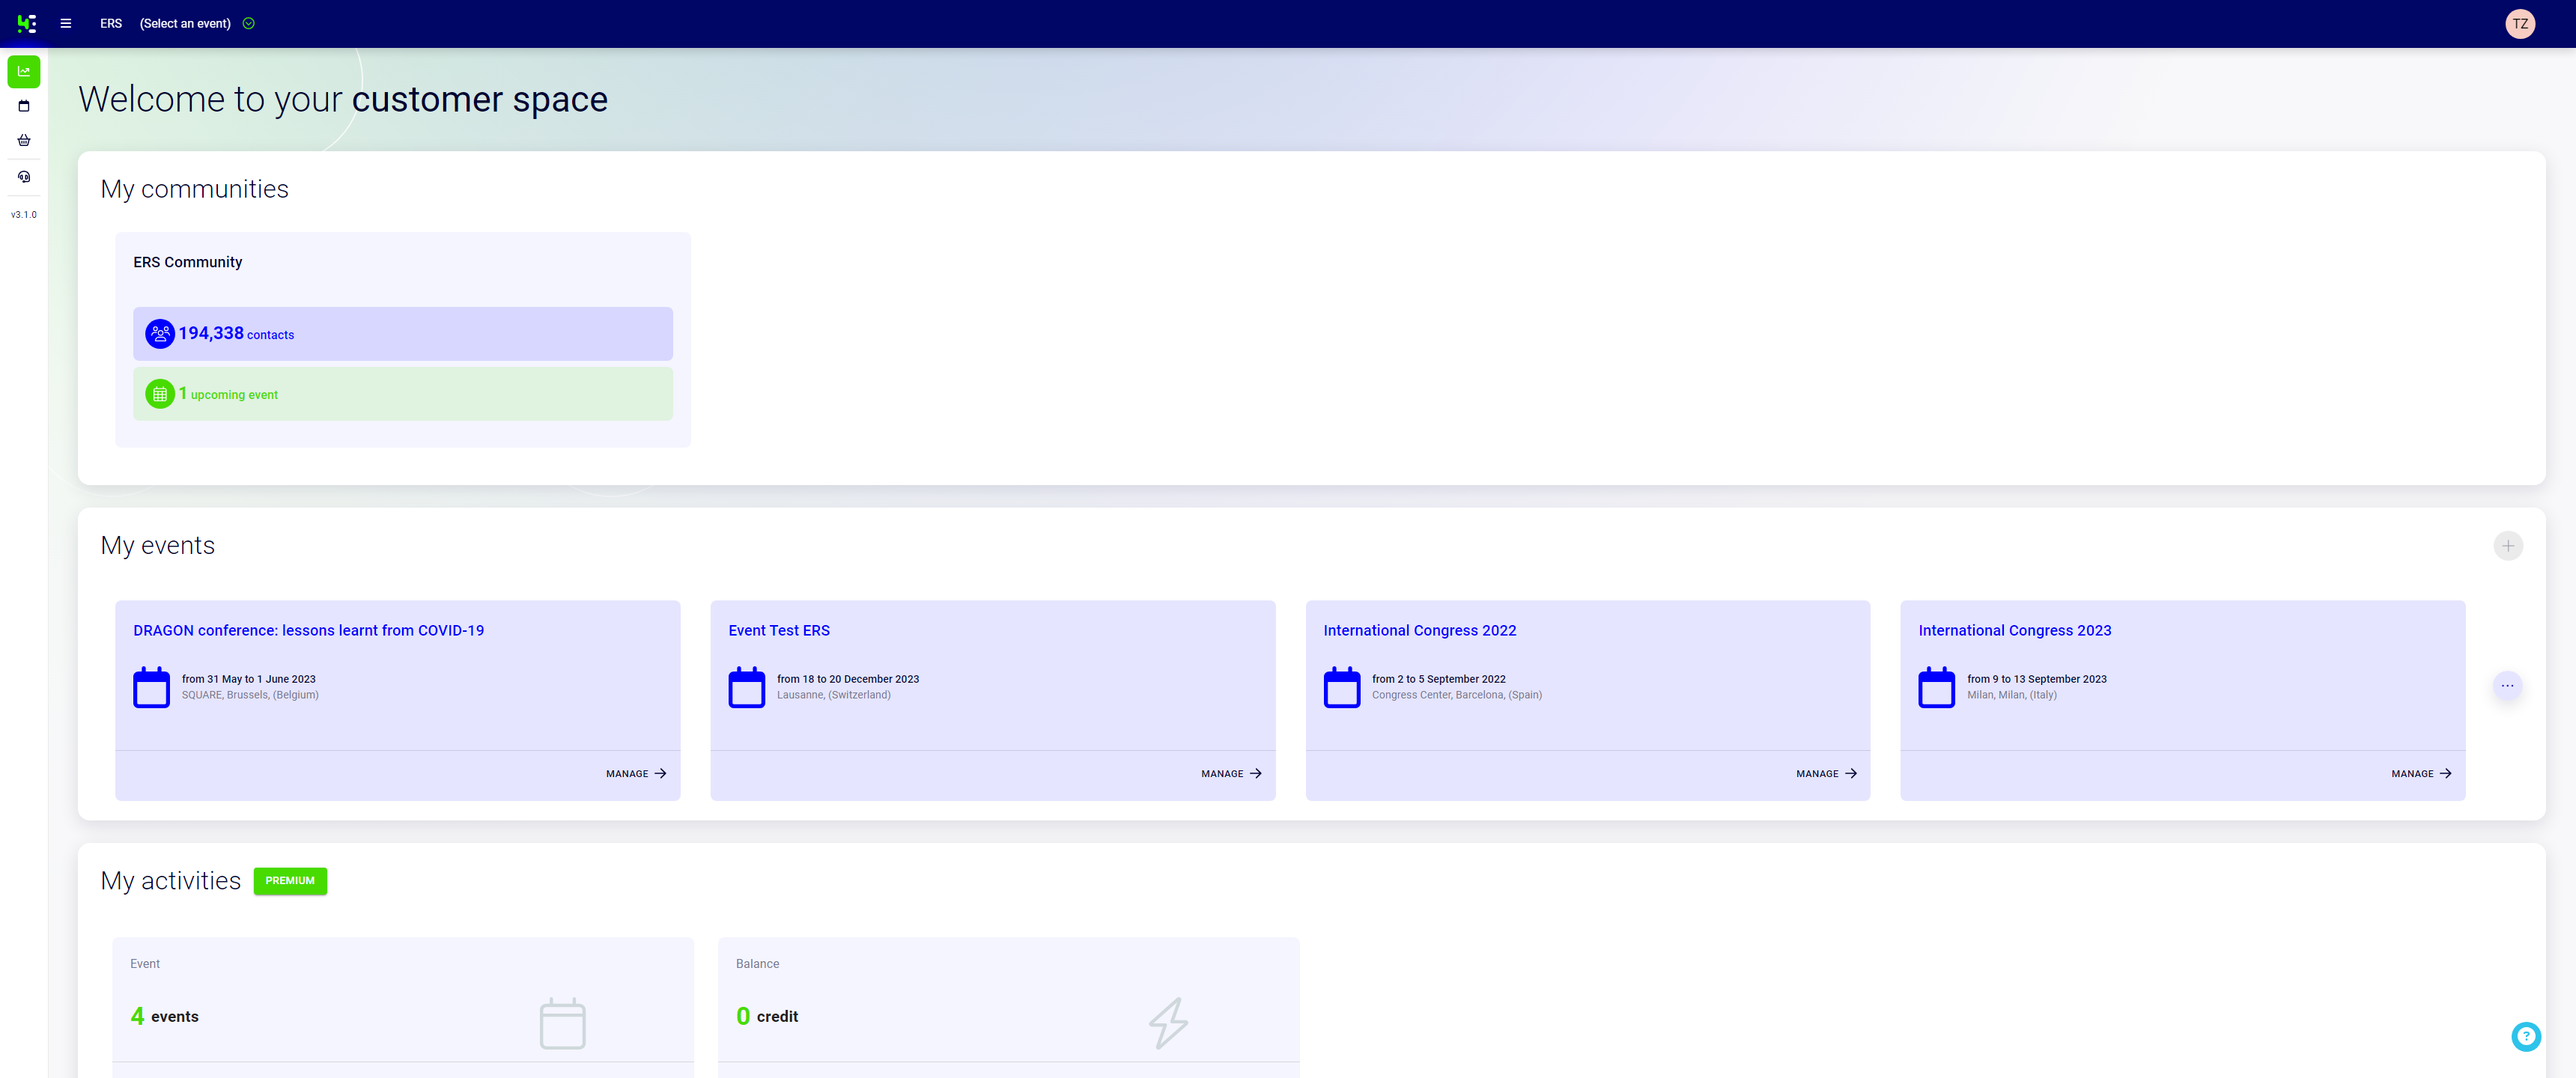 ERS (Select an event)
TZ
Welcome to your customer space
v3.1.0
My communities
ERS Community
194,338 contacts
1 upcoming event
My events
DRAGON conference: lessons learnt from COVID-19
from 31 May to 1 June 2023
SQUARE, Brussels, (Belgium)
MANAGE
Event Test ERS
from 18 to 20 December 2023
Lausanne, (Switzerland)
MANAGE
International Congress 2022
from 2 to 5 September 2022
Congress Center, Barcelona, (Spain)
MANAGE
International Congress 2023
from 9 to 13 September 2023
Milan, Milan, (Italy)
MANAGE
My activities PREMIUM
Event
4 events
Balance
0 credit
?